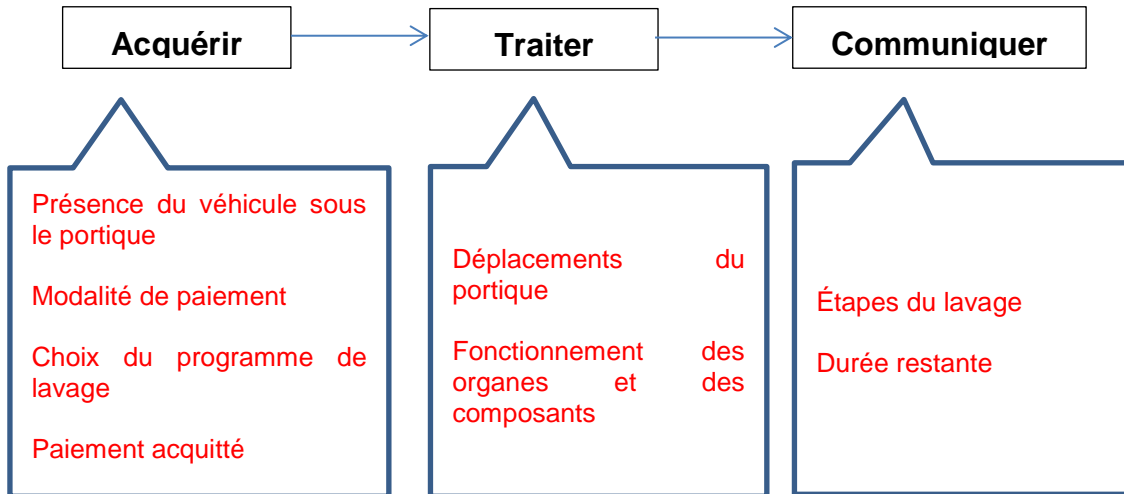 Acquérir
Traiter
Communiquer
Présence du véhicule sous
le portique
Modalité de paiement
Choix du programme de
lavage
Paiement acquitté
Déplacements du
portique
Fonctionnement des
organes et des
composants
Étapes du lavage
Durée restante